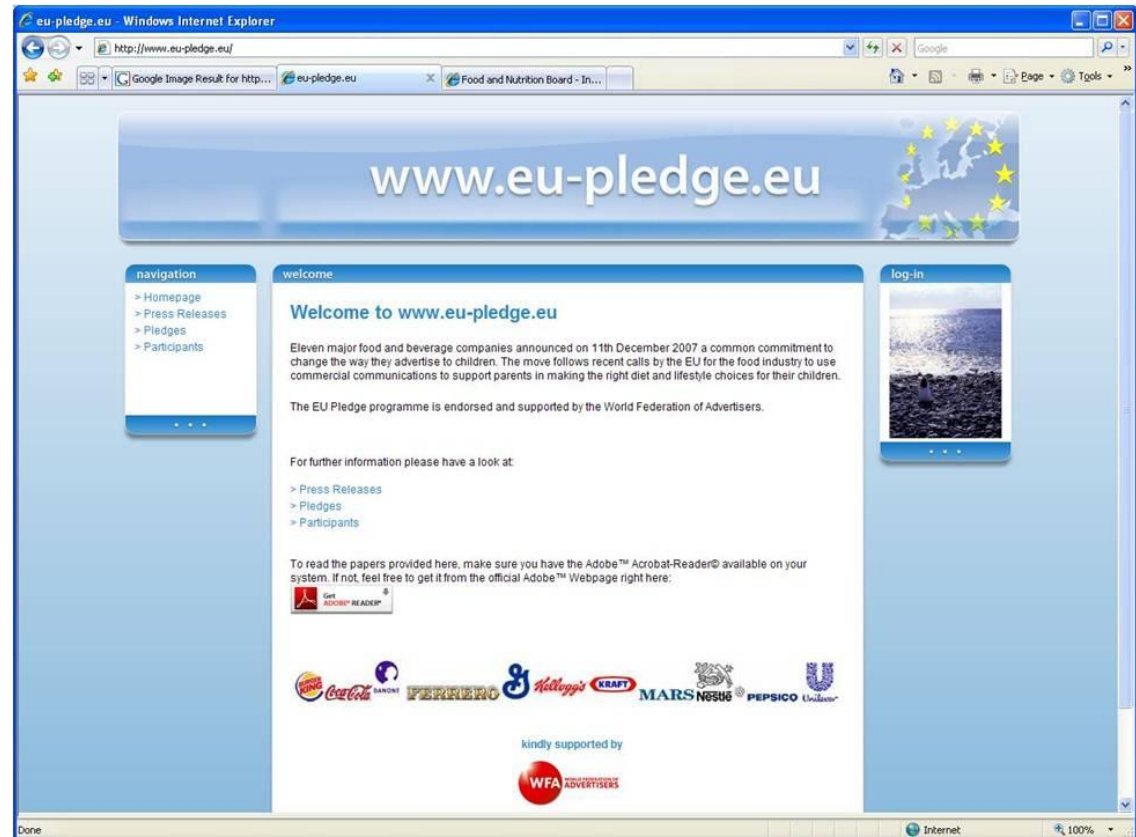 eu-pledge.eu - Windows Internet Explorer
http://www.eu-pledge.eu/
Google
Google Image Result for http...
eu-pledge.eu
Food and Nutrition Board - In...
Page
Tools
www.eu-pledge.eu
navigation
> Homepage
> Press Releases
> Pledges
> Participants
welcome
Welcome to www.eu-pledge.eu
Eleven major food and beverage companies announced on 11th December 2007 a common commitment to
change the way they advertise to children. The move follows recent calls by the EU for the food industry to use
commercial communications to support parents in making the right diet and lifestyle choices for their children.
The EU Pledge programme is endorsed and supported by the World Federation of Advertisers.
For further information please have a look at:
> Press Releases
> Pledges
> Participants
To read the papers provided here, make sure you have the Adobe™ Acrobat-Reader© available on your
system. If not, feel free to get it from the official Adobe™ Webpage right here:
Get
ADOBE® READER®
BURGER KING Coca-Cola DANONE FERRERO G Kellogg's KRAFT MARS Nestlé PEPSICO Unilever
kindly supported by
WFA WORLD FEDERATION OF
ADVERTISERS
log-in
Done
Internet
100%